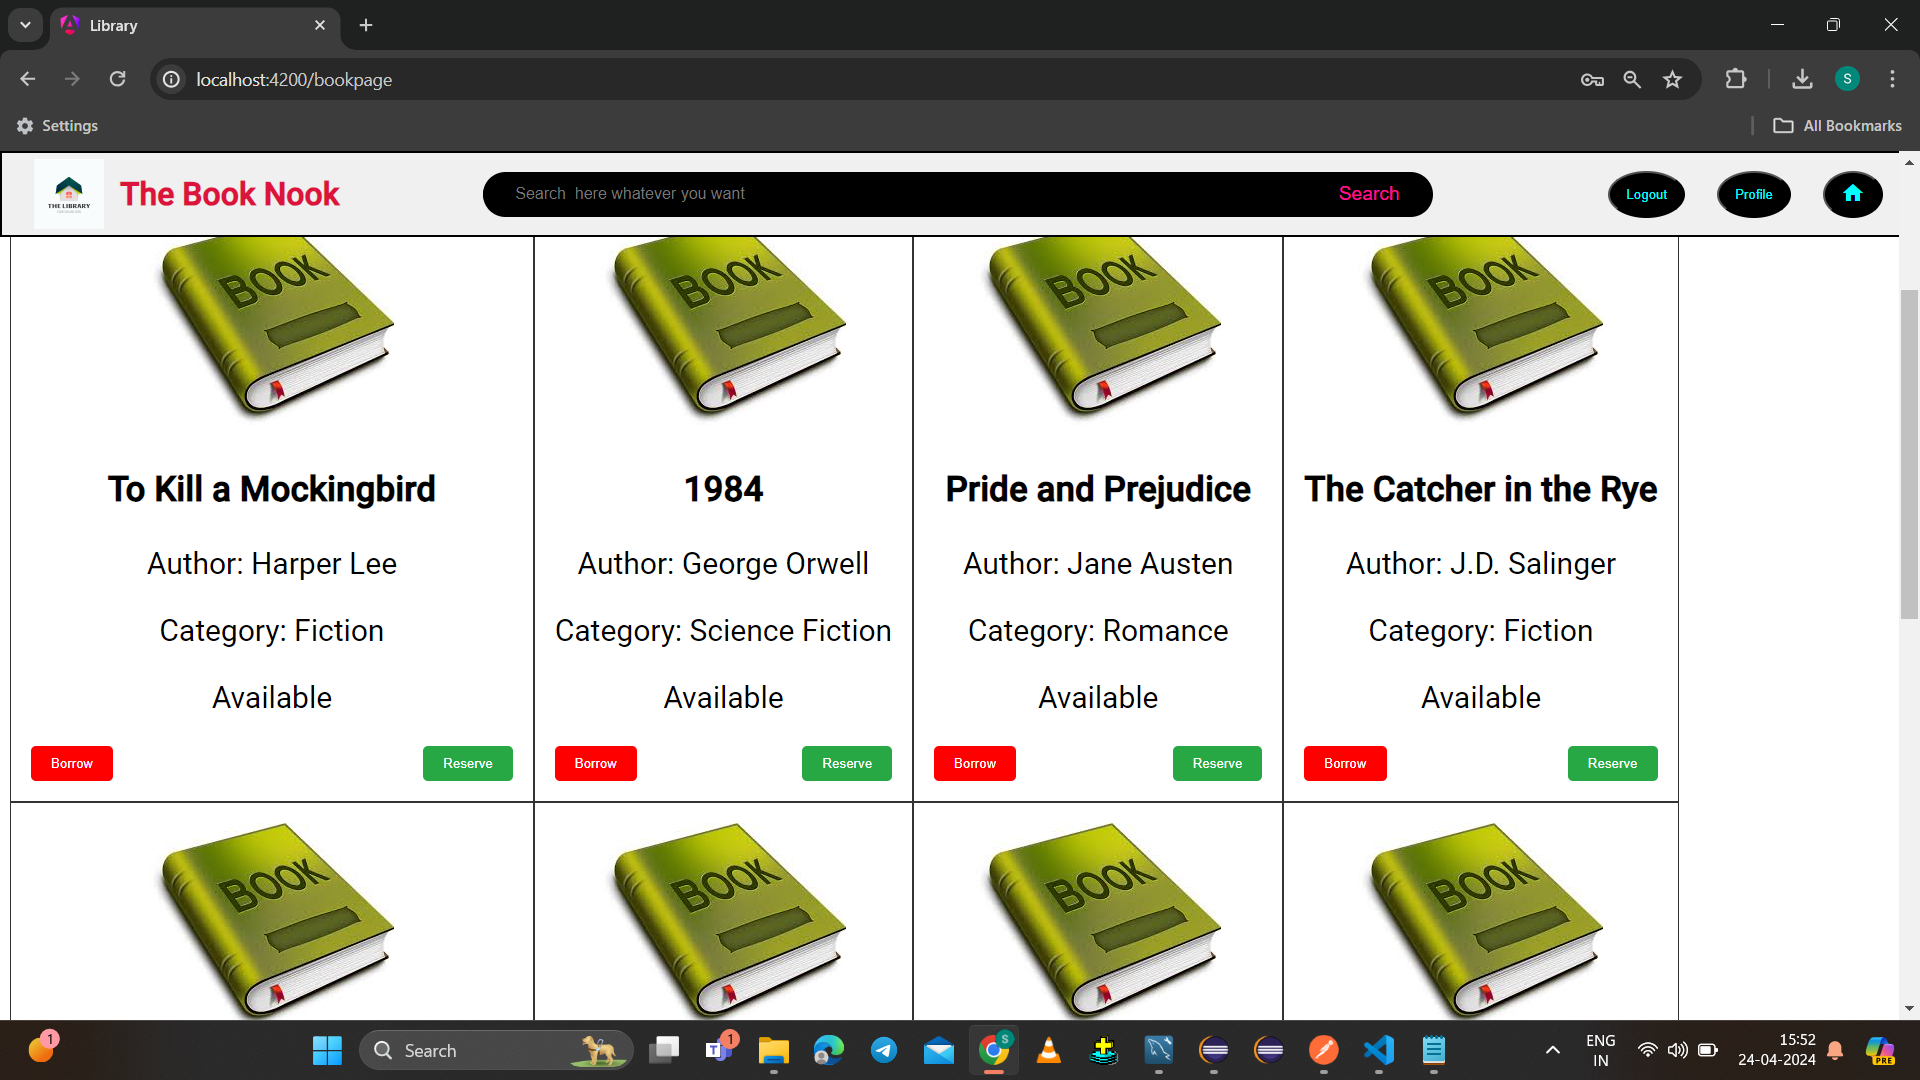 Library
localhost:4200/bookpage
S
Settings
All Bookmarks
THE LIBRARY
The Book Nook
Search  here whatever you want
Search
Logout
Profile
BOOK BOOK BOOK BOOK
To Kill a Mockingbird
Author: Harper Lee
Category: Fiction
Available
Borrow Reserve
1984
Author: George Orwell
Category: Science Fiction
Available
Borrow Reserve
Pride and Prejudice
Author: Jane Austen
Category: Romance
Available
Borrow Reserve
The Catcher in the Rye
Author: J.D. Salinger
Category: Fiction
Available
Borrow Reserve
BOOK BOOK BOOK BOOK
1
Search
1
T
S
ENG
IN
15:52
24-04-2024
PRE